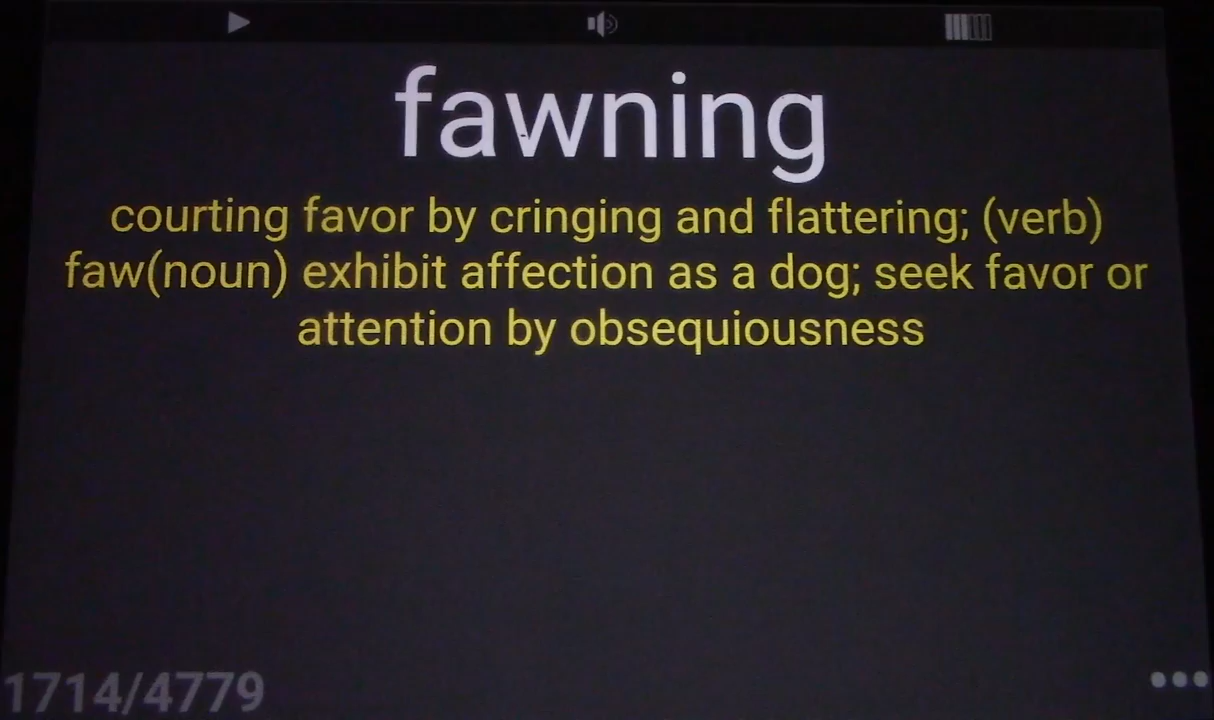 fawning
courting favor by cringing and flattering; (verb)
faw(noun) exhibit affection as a dog; seek favor or
attention by obsequiousness
1714/4779